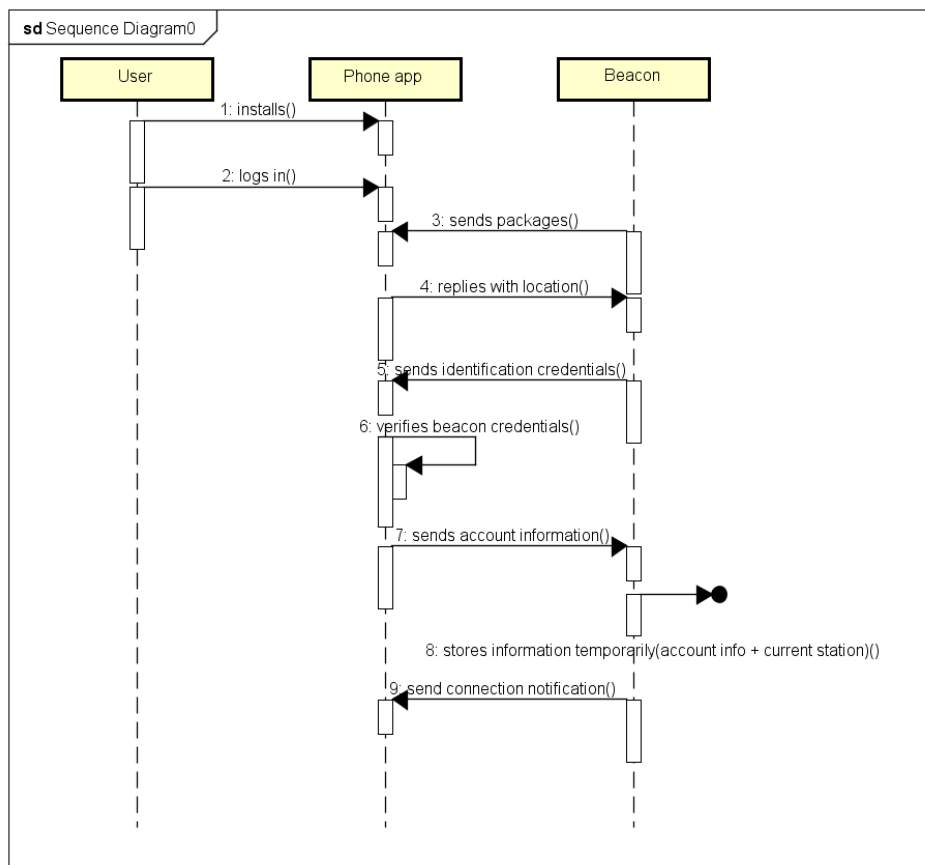 sd Sequence Diagram0
User
Phone app
Beacon
1: installs()
2: logs in()
3: sends packages()
4: replies with location()
5: sends identification credentials()
6: verifies beacon credentials()
7: sends account information()
8: stores information temporarily(account info + current station)()
9: send connection notification()